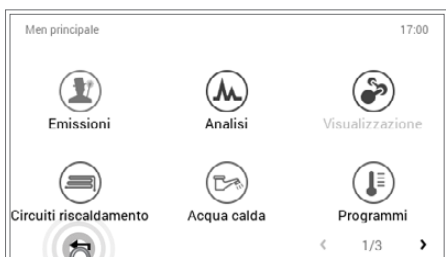 Men principale 17:00
Emissioni Analisi Visualizzazione
Circuiti riscaldamento Acqua calda Programmi
< 1/3 >